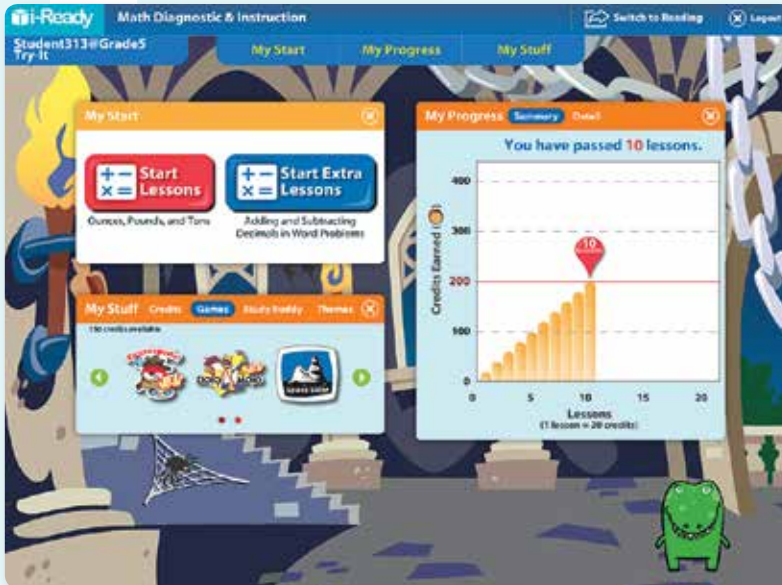 i-Ready
Math Diagnostic & Instruction
Switch to Reading
Logout
Student313@Grade5
Try-It
My Start
My Progress
My Stuff
My Start
Start
Lessons
Ounces, Pounds, and Tons
Start Extra
Lessons
Adding and Subtracting
Decimals in Word Problems
My Stuff
Credits
Games
Study Buddy
Themes
150 credits available
My Progress
Summary
Detail
You have passed 10 lessons.
Credits Earned ( )
400
300
200
100
0
10
0
5
10
15
20
Lessons
(1 lesson = 20 credits)